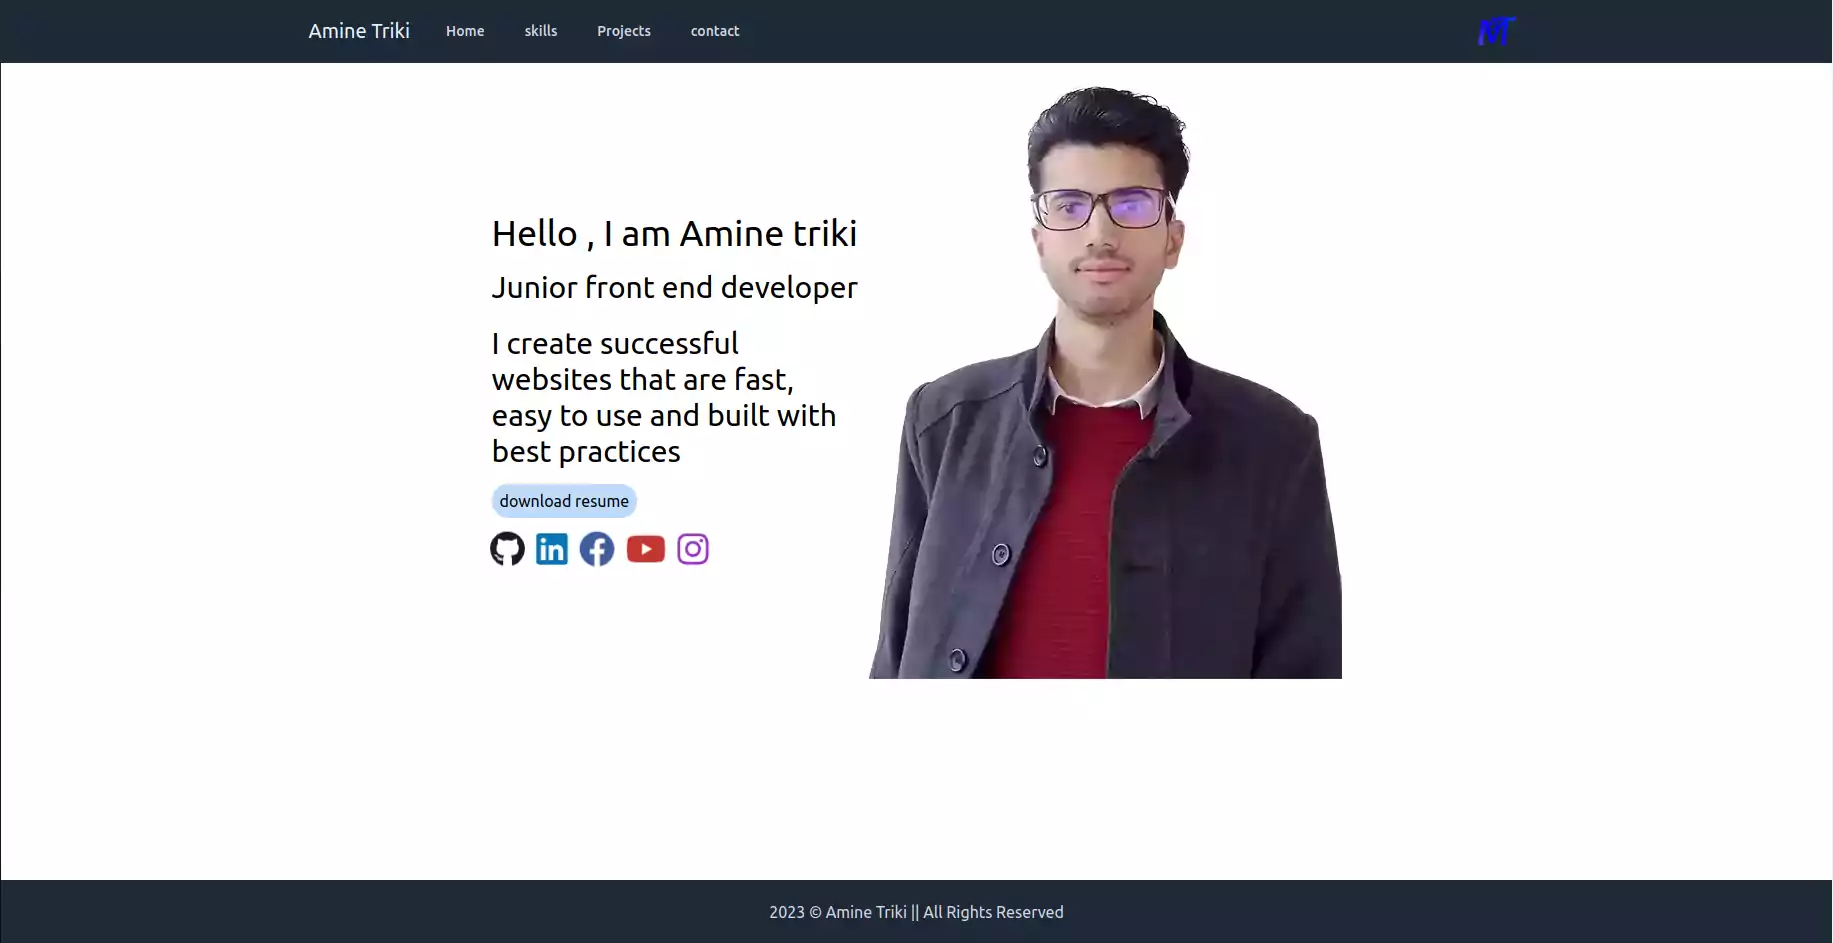 Amine Triki
Home
skills
Projects
contact
Hello , I am Amine triki
Junior front end developer
I create successful
websites that are fast,
easy to use and built with
best practices
download resume
in
2023 © Amine Triki || All Rights Reserved